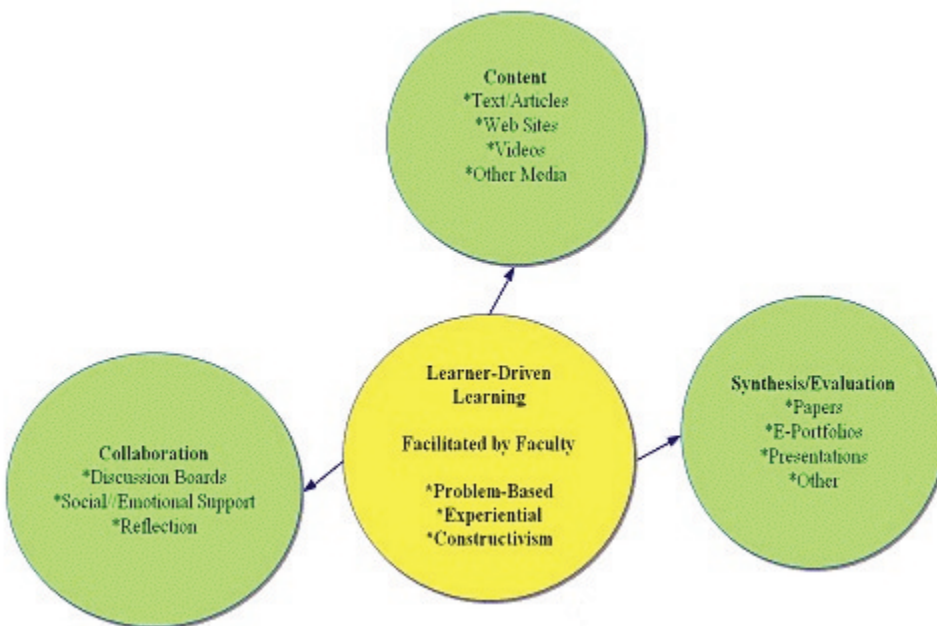 Content
*Text/Articles
*Web Sites
*Videos
*Other Media
Learner-Driven
Learning
Facilitated by Faculty
*Problem-Based
*Experiential
*Constructivism
Synthesis/Evaluation
*Papers
*E-Portfolios
*Presentations
*Other
Collaboration
*Discussion Boards
*Social//Emotional Support
*Reflection